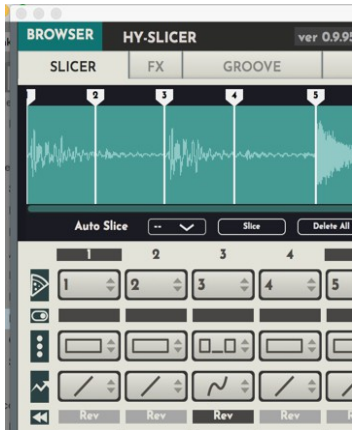 BROWSER HY-SLICER ver 0.9.95
SLICER FX GROOVE
2 3 4 5
Auto Slice -- Slice Delete All
1 2 3 4
1 2 3 4 5
Rev Rev Rev Rev Rev